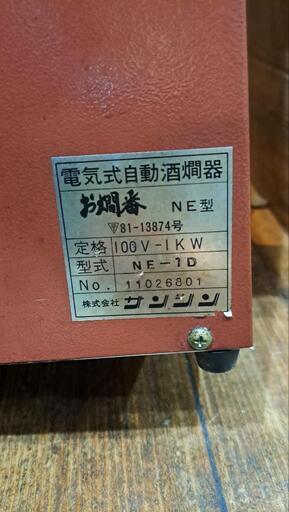 電気式自動酒燗器
お燗番 NE型
▽81-13874号
定格 100V-1KW
型式 NE-1D
No. 11026801
株式会社 サンシン